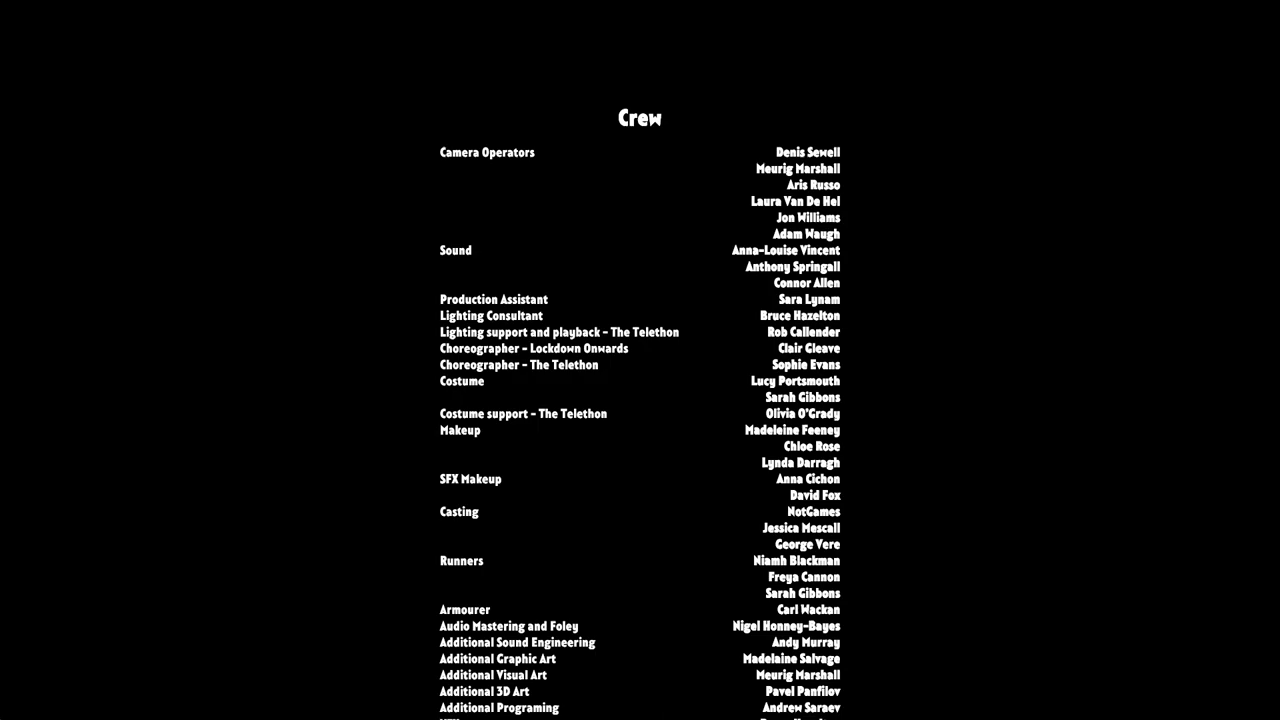 Crew
Camera Operators Denis Sewell
Meurig Marshall
Aris Russo
Laura Van De Hel
Jon Williams
Adam Waugh
Sound Anna-Louise Vincent
Anthony Springall
Connor Allen
Production Assistant Sara Lynam
Lighting Consultant Bruce Hazelton
Lighting support and playback - The Telethon Rob Callender
Choreographer - Lockdown Onwards Clair Gleave
Choreographer - The Telethon Sophie Evans
Costume Lucy Portsmouth
Sarah Gibbons
Costume support - The Telethon Olivia O'Grady
Makeup Madeleine Feeney
Chloe Rose
Lynda Darragh
SFX Makeup Anna Cichon
David Fox
Casting NotGames
Jessica Mescall
George Vere
Runners Niamh Blackman
Freya Cannon
Sarah Gibbons
Armourer Carl Wackan
Audio Mastering and Foley Nigel Honney-Bayes
Additional Sound Engineering Andy Murray
Additional Graphic Art Madelaine Salvage
Additional Visual Art Meurig Marshall
Additional 3D Art Pavel Panfilov
Additional Programing Andrew Saraev